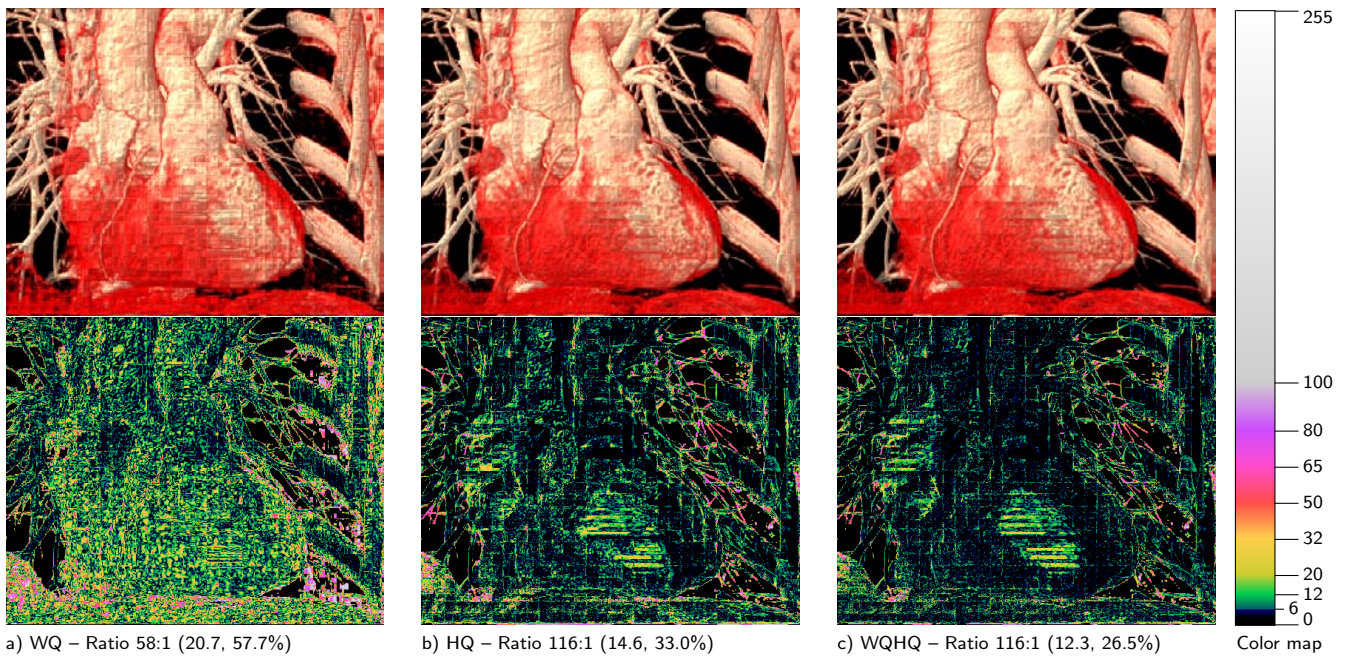 255
100
80
65
50
32
20
12
6
0
a) WQ – Ratio 58:1 (20.7, 57.7%)
b) HQ – Ratio 116:1 (14.6, 33.0%)
c) WQHQ – Ratio 116:1 (12.3, 26.5%)
Color map